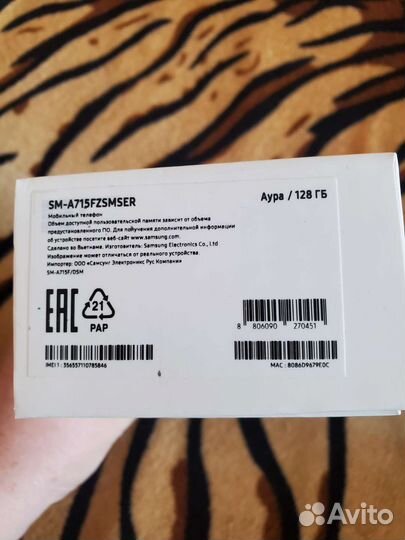 SM-A715FZSMSER
Аура / 128 ГБ
Мобильный телефон
Объем доступной пользовательской памяти зависит от объема
предустановленного ПО. Для получения дополнительной информации
об устройстве посетите веб-сайт www.samsung.com.
Сделано во Вьетнаме. Изготовитель: Samsung Electronics Co., Ltd
Изображение может отличаться от реального устройства.
Импортер: ООО «Самсунг Электроникс Рус Компани»
SM-A715F/DSM
EAC
21
PAP
8 806090 270451
IMEI 1 : 356557110785846
MAC : 8086D9679E0C
Avito